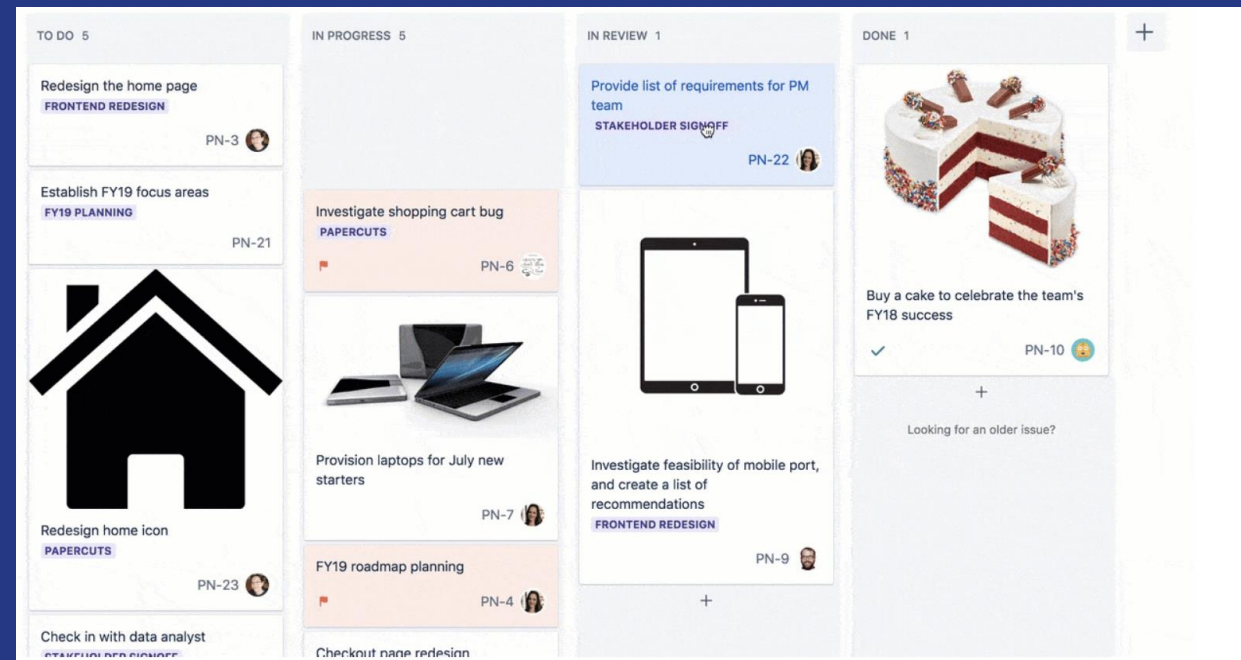 TO DO 5
Redesign the home page
FRONTEND REDESIGN
PN-3
Establish FY19 focus areas
FY19 PLANNING
PN-21
Redesign home icon
PAPERCUTS
PN-23
Check in with data analyst
STAKEHOLDER SIGNOFF
IN PROGRESS 5
Investigate shopping cart bug
PAPERCUTS
PN-6
Provision laptops for July new
starters
PN-7
FY19 roadmap planning
PN-4
Checkout page redesign
IN REVIEW 1
Provide list of requirements for PM
team
STAKEHOLDER SIGNOFF
PN-22
Investigate feasibility of mobile port,
and create a list of
recommendations
FRONTEND REDESIGN
PN-9
DONE 1
Buy a cake to celebrate the team's
FY18 success
PN-10
Looking for an older issue?